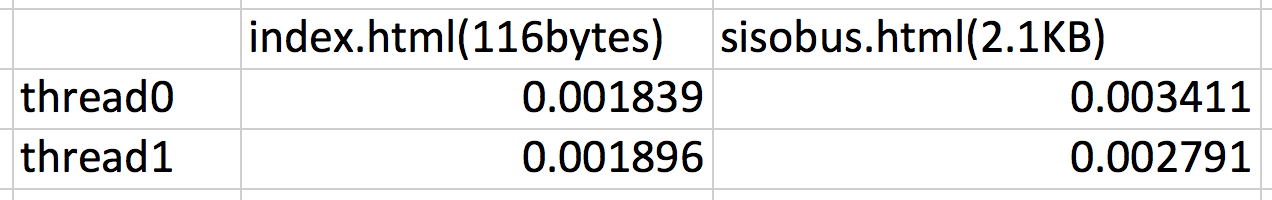 index.html(116bytes) sisobus.html(2.1KB)
thread0 0.001839 0.003411
thread1 0.001896 0.002791